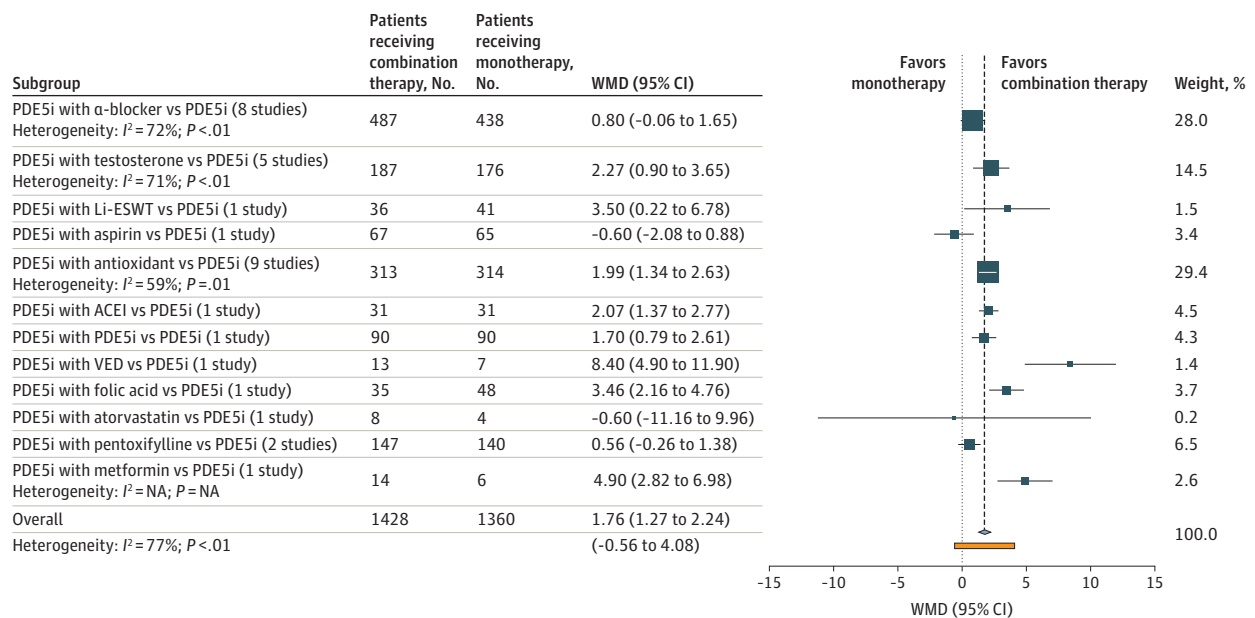 Subgroup
Patients receiving combination therapy, No.
Patients receiving monotherapy, No.
WMD (95% CI)
Favors monotherapy
Favors combination therapy
Weight, %
PDE5i with α-blocker vs PDE5i (8 studies)
Heterogeneity: I² = 72%; P <.01
487 438 0.80 (-0.06 to 1.65) 28.0
PDE5i with testosterone vs PDE5i (5 studies)
Heterogeneity: I² = 71%; P <.01
187 176 2.27 (0.90 to 3.65) 14.5
PDE5i with Li-ESWT vs PDE5i (1 study) 36 41 3.50 (0.22 to 6.78) 1.5
PDE5i with aspirin vs PDE5i (1 study) 67 65 -0.60 (-2.08 to 0.88) 3.4
PDE5i with antioxidant vs PDE5i (9 studies)
Heterogeneity: I² = 59%; P =.01
313 314 1.99 (1.34 to 2.63) 29.4
PDE5i with ACEI vs PDE5i (1 study) 31 31 2.07 (1.37 to 2.77) 4.5
PDE5i with PDE5i vs PDE5i (1 study) 90 90 1.70 (0.79 to 2.61) 4.3
PDE5i with VED vs PDE5i (1 study) 13 7 8.40 (4.90 to 11.90) 1.4
PDE5i with folic acid vs PDE5i (1 study) 35 48 3.46 (2.16 to 4.76) 3.7
PDE5i with atorvastatin vs PDE5i (1 study) 8 4 -0.60 (-11.16 to 9.96) 0.2
PDE5i with pentoxifylline vs PDE5i (2 studies) 147 140 0.56 (-0.26 to 1.38) 6.5
PDE5i with metformin vs PDE5i (1 study)
Heterogeneity: I² = NA; P = NA
14 6 4.90 (2.82 to 6.98) 2.6
Overall 1428 1360 1.76 (1.27 to 2.24) 100.0
Heterogeneity: I² = 77%; P <.01 (-0.56 to 4.08)
-15 -10 -5 0 5 10 15
WMD (95% CI)